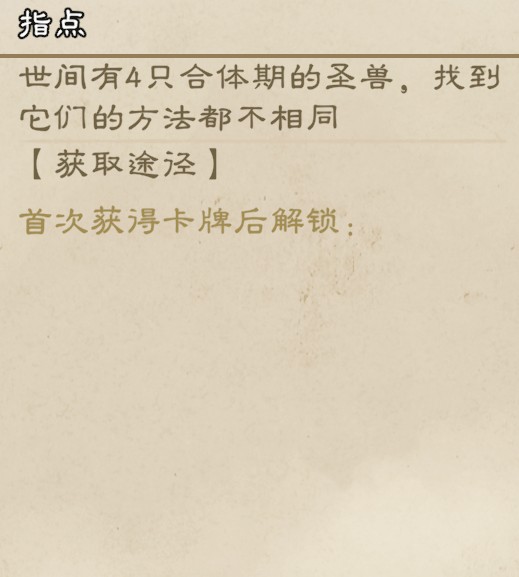 指点
世间有4只合体期的圣兽，找到
它们的方法都不相同
【获取途径】
首次获得卡牌后解锁：